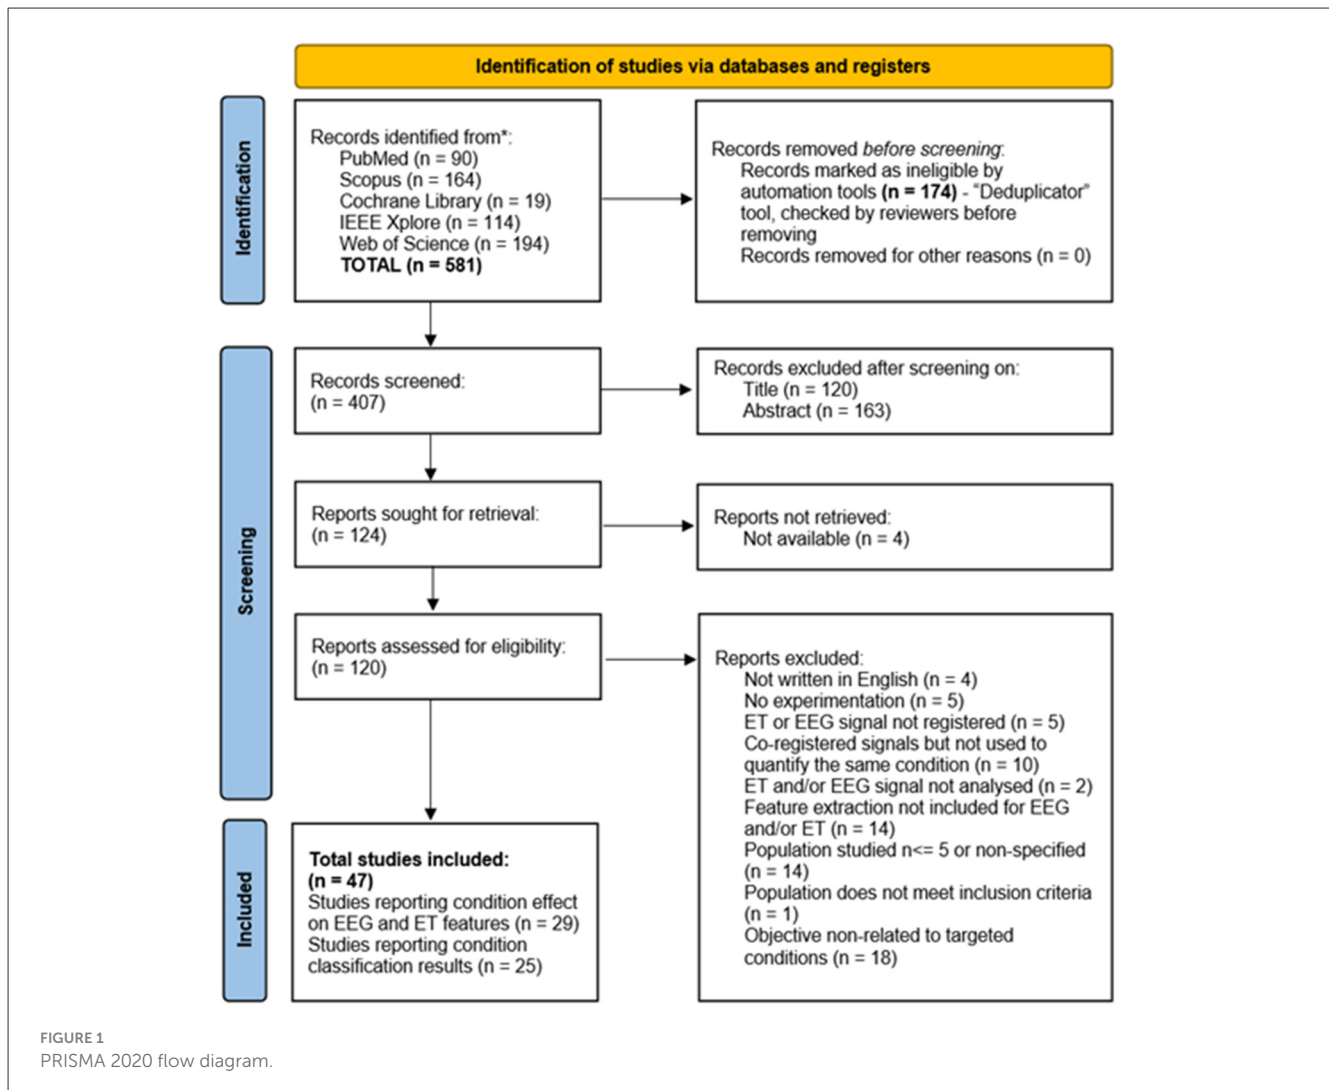 Identification of studies via databases and registers
Identification
Records identified from*:
PubMed (n = 90)
Scopus (n = 164)
Cochrane Library (n = 19)
IEEE Xplore (n = 114)
Web of Science (n = 194)
TOTAL (n = 581)
Records removed before screening:
Records marked as ineligible by
automation tools (n = 174) - “Deduplicator”
tool, checked by reviewers before
removing
Records removed for other reasons (n = 0)
Screening
Records screened:
(n = 407)
Records excluded after screening on:
Title (n = 120)
Abstract (n = 163)
Reports sought for retrieval:
(n = 124)
Reports not retrieved:
Not available (n = 4)
Reports assessed for eligibility:
(n = 120)
Reports excluded:
Not written in English (n = 4)
No experimentation (n = 5)
ET or EEG signal not registered (n = 5)
Co-registered signals but not used to
quantify the same condition (n = 10)
ET and/or EEG signal not analysed (n = 2)
Feature extraction not included for EEG
and/or ET (n = 14)
Population studied n<= 5 or non-specified
(n = 14)
Population does not meet inclusion criteria
(n = 1)
Objective non-related to targeted
conditions (n = 18)
Included
Total studies included:
(n = 47)
Studies reporting condition effect
on EEG and ET features (n = 29)
Studies reporting condition
classification results (n = 25)
FIGURE 1
PRISMA 2020 flow diagram.